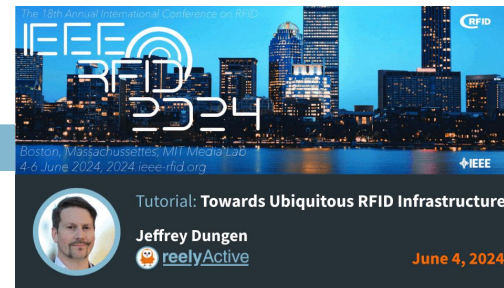 The 18th Annual International Conference on RFID
IEEE
RFID
2024
Boston, Massachussettes, MIT Media Lab
4-6 June 2024, 2024.ieee-rfid.org
RFID
IEEE
Tutorial: Towards Ubiquitous RFID Infrastructure
Jeffrey Dungen
reelyActive
June 4, 2024